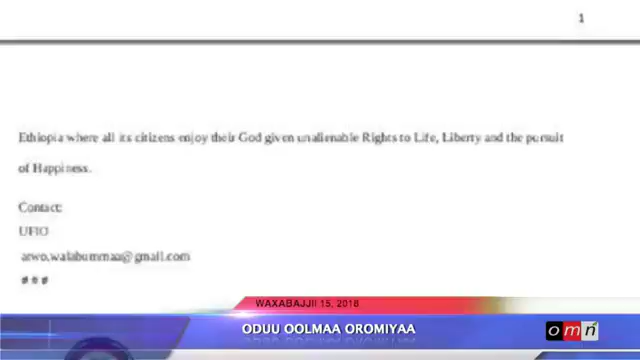 1
Ethiopia where all its citizens enjoy their God given unalienable Rights to Life, Liberty and the pursuit
of Happiness.
Contact:
UFIO
arwo.walabummaa@gmail.com
# # #
WAXABAJJII 15, 2018
ODUU OOLMAA OROMIYAA
omn